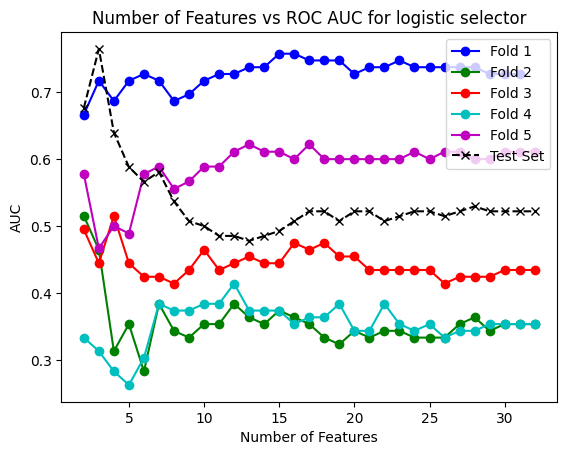 Number of Features vs ROC AUC for logistic selector
Fold 1
Fold 2
Fold 3
Fold 4
Fold 5
Test Set
AUC
0.7
0.6
0.5
0.4
0.3
5 10 15 20 25 30
Number of Features